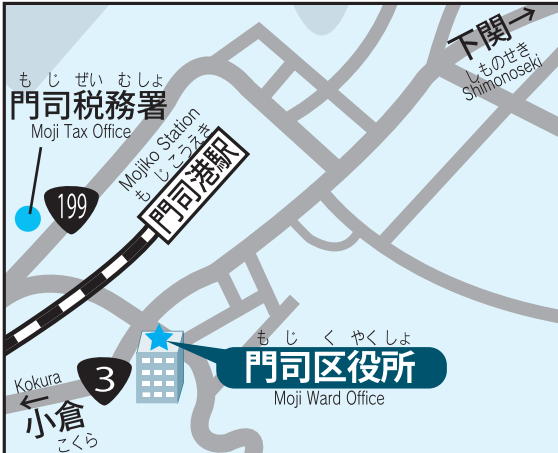 下関→
しものせき
Shimonoseki
も じ ぜい む しょ
門司税務署
Moji Tax Office
Mojiko Station
も じ こう えき
門司港駅
199
も じ く やく しょ
門司区役所
Moji Ward Office
3
Kokura
←
小倉
こくら